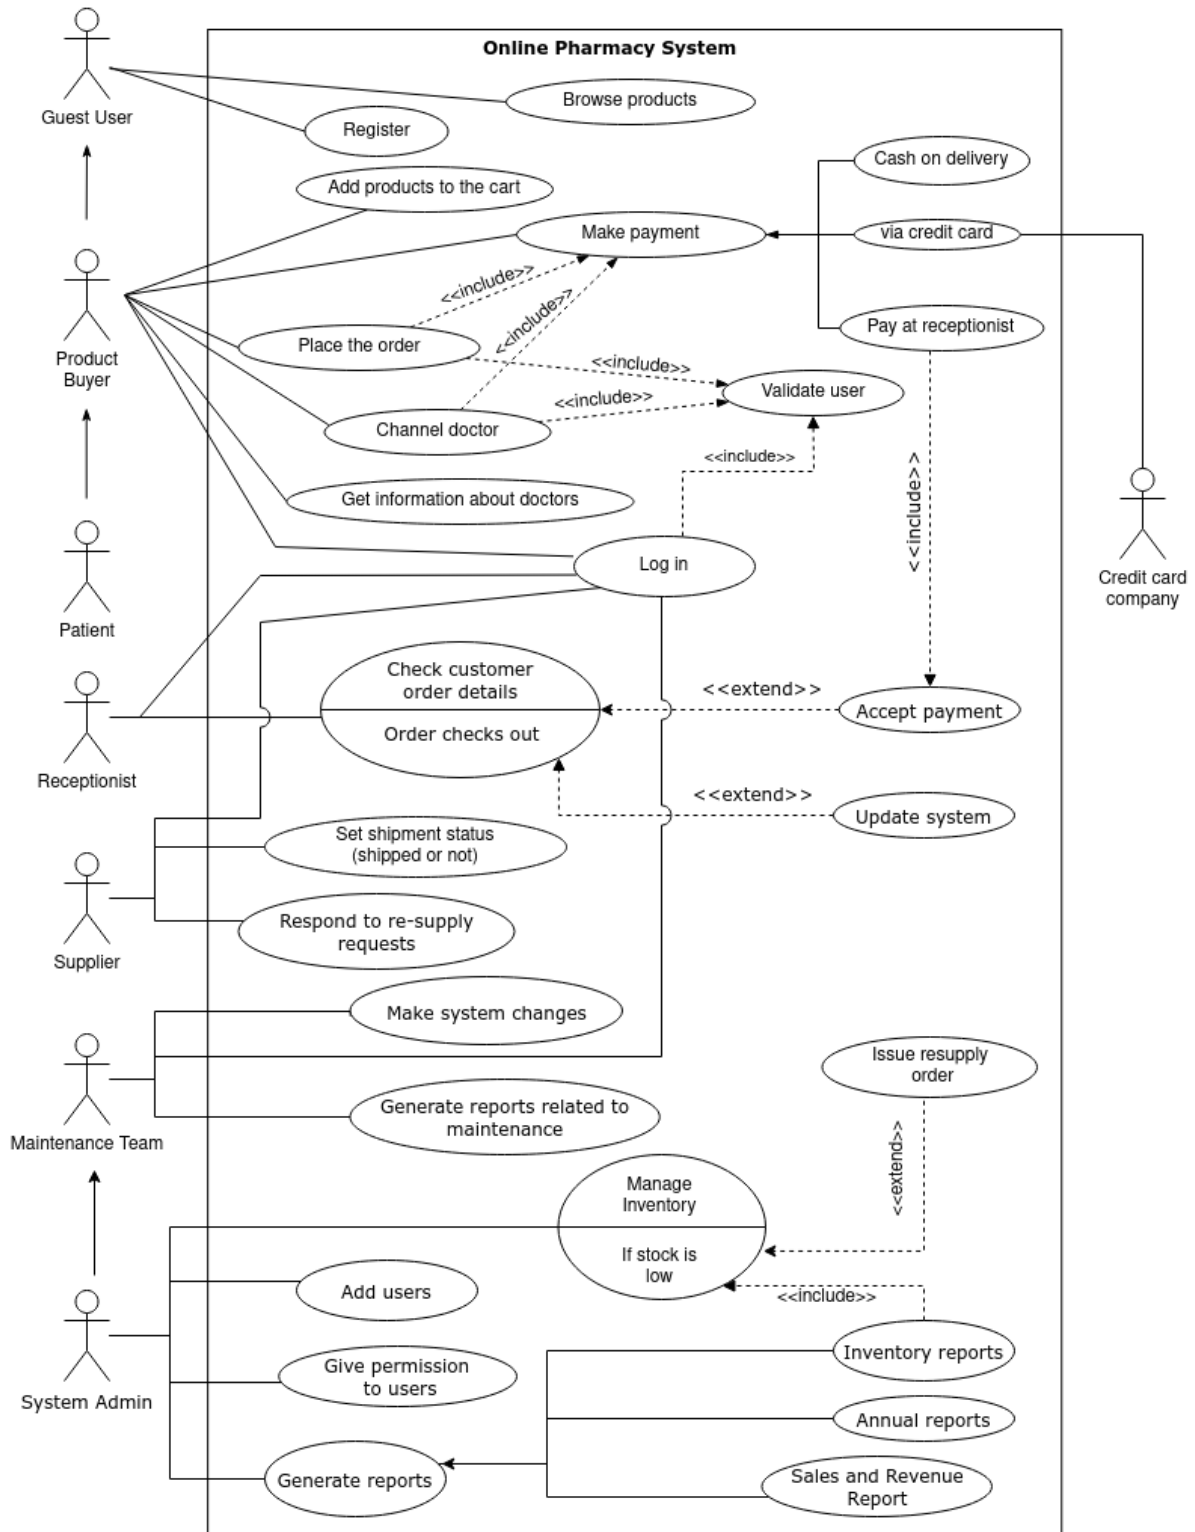 Online Pharmacy System
Guest User
Browse products
Register
Add products to the cart
Cash on delivery
Make payment
via credit card
<<include>>
<<include>>
Place the order
Pay at receptionist
Product
Buyer
<<include>>
Validate user
<<include>>
Channel doctor
<<include>>
<<include>>
Get information about doctors
Log in
Credit card
company
Patient
Check customer
order details
Order checks out
<<extend>>
Accept payment
Receptionist
<<extend>>
Update system
Set shipment status
(shipped or not)
Respond to re-supply
requests
Supplier
Make system changes
Issue resupply
order
Generate reports related to
maintenance
Maintenance Team
<<extend>>
Manage
Inventory
If stock is
low
<<include>>
Add users
Inventory reports
Give permission
to users
System Admin
Annual reports
Generate reports
Sales and Revenue
Report